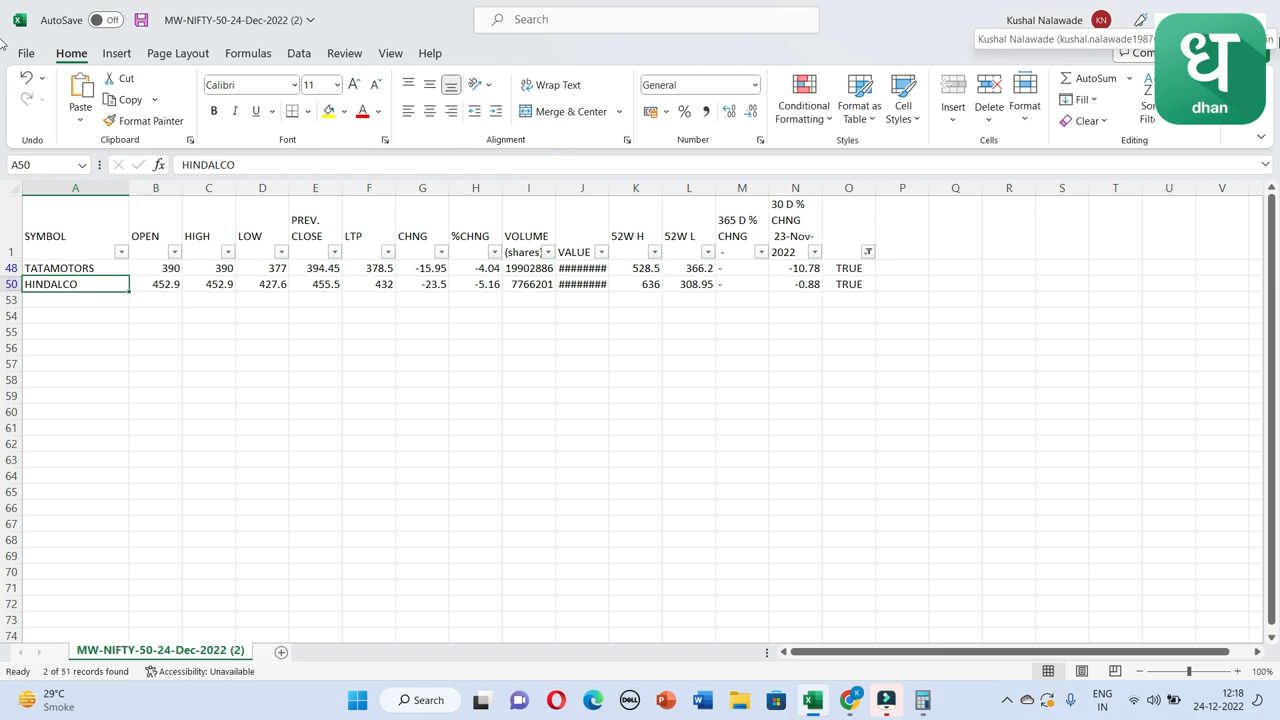 AutoSave Off MW-NIFTY-50-24-Dec-2022 (2) Search Kushal Nalawade KN
Kushal Nalawade (kushal.nalawade1987
File Home Insert Page Layout Formulas Data Review View Help
ध
dhan
Paste
Cut
Copy
Format Painter
Calibri
Wrap Text
Merge & Center
General
Conditional Formatting
Format as Table
Cell Styles
Insert
Delete
Format
AutoSum
Fill
Clear
Undo Clipboard Font Alignment Number Styles Cells Editing
A50 fx HINDALCO
A B C D E F G H I J K L M N O P Q R S T U V
1 SYMBOL OPEN HIGH LOW PREV. CLOSE LTP CHNG %CHNG VOLUME (shares) VALUE 52W H 52W L 365 D % CHNG - 30 D % CHNG 23-Nov-2022
48 TATAMOTORS 390 390 377 394.45 378.5 -15.95 -4.04 19902886 ######## 528.5 366.2 - -10.78 TRUE
50 HINDALCO 452.9 452.9 427.6 455.5 432 -23.5 -5.16 7766201 ######## 636 308.95 - -0.88 TRUE
53
54
55
56
57
58
59
60
61
62
63
64
65
66
67
68
69
70
71
72
73
74
MW-NIFTY-50-24-Dec-2022 (2)
Ready 2 of 51 records found Accessibility: Unavailable 100%
29°C
Smoke
Search
DELL
ENG
IN
12:18
24-12-2022